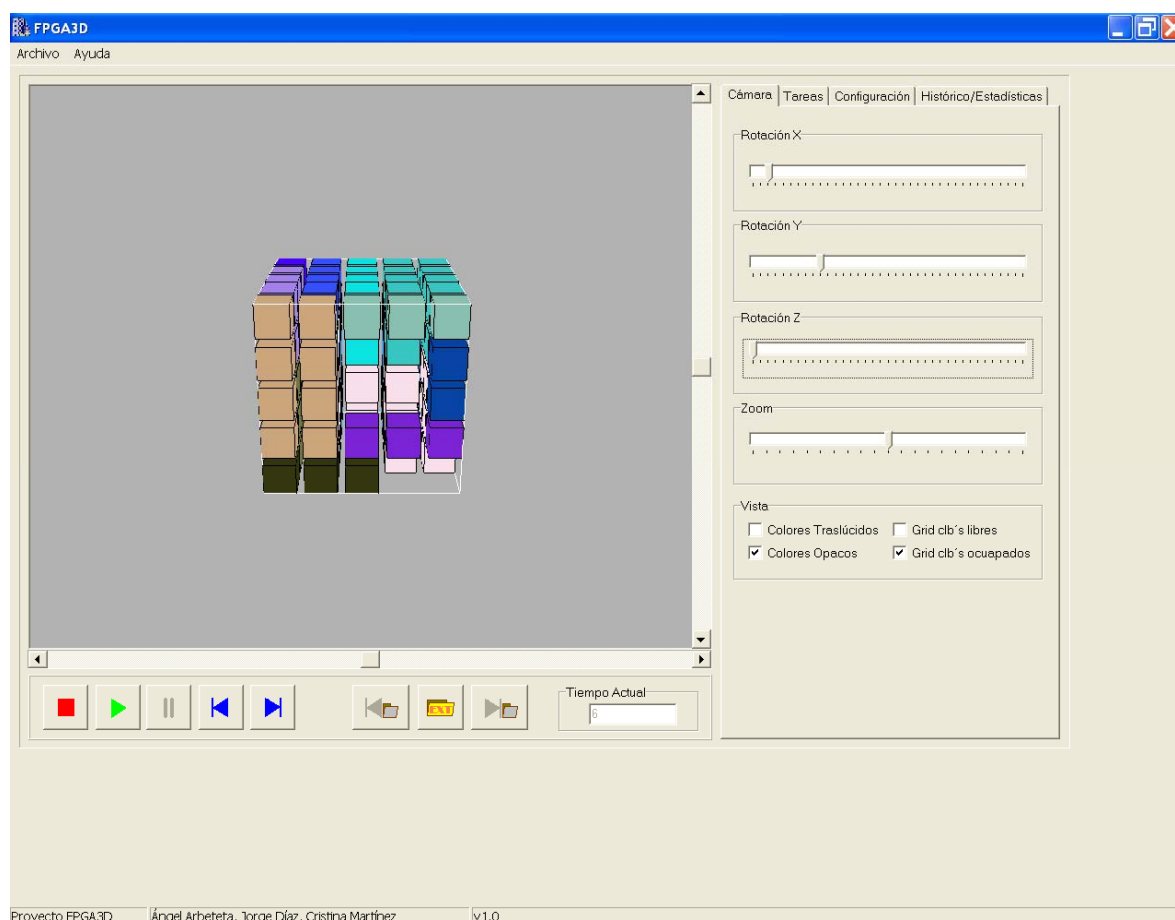 FPGA3D
Archivo Ayuda
Cámara Tareas Configuración Histórico/Estadísticas
Rotación X
Rotación Y
Rotación Z
Zoom
Vista
Colores Traslúcidos Grid clb´s libres
Colores Opacos Grid clb´s ocuapados
Tiempo Actual
6
TXT
Proyecto FPGA3D Ángel Arbeteta, Jorge Díaz, Cristina Martínez v1.0